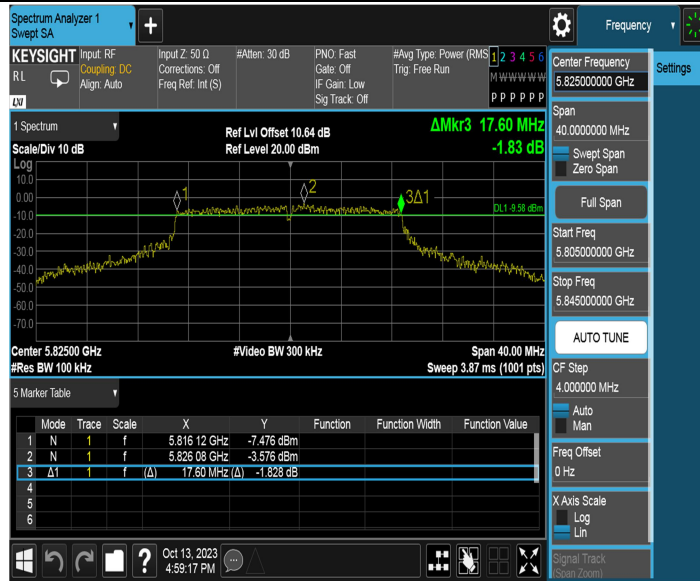 Spectrum Analyzer 1
Swept SA
+
Frequency
KEYSIGHT
RL
LXI
Input: RF
Coupling: DC
Align: Auto
Input Z: 50 Ω
Corrections: Off
Freq Ref: Int (S)
#Atten: 30 dB
PNO: Fast
Gate: Off
IF Gain: Low
Sig Track: Off
#Avg Type: Power (RMS
Trig: Free Run
1 2 3 4 5 6
M W W W W W
P P P P P P
Center Frequency
5.825000000 GHz
Settings
1 Spectrum
Scale/Div 10 dB
Ref Lvl Offset 10.64 dB
Ref Level 20.00 dBm
ΔMkr3 17.60 MHz
-1.83 dB
Span
40.0000000 MHz
Swept Span
Zero Span
Full Span
Start Freq
5.805000000 GHz
Stop Freq
5.845000000 GHz
AUTO TUNE
CF Step
4.000000 MHz
Auto
Man
Freq Offset
0 Hz
X Axis Scale
Log
Lin
Signal Track
(Span Zoom)
Log
10.0
0.00
-10.0
-20.0
-30.0
-40.0
-50.0
-60.0
-70.0
1
2
3Δ1
DL1 -9.58 dBm
Center 5.82500 GHz
#Video BW 300 kHz
Span 40.00 MHz
#Res BW 100 kHz
Sweep 3.87 ms (1001 pts)
5 Marker Table
Mode Trace Scale X Y Function Function Width Function Value
1 N 1 f 5.816 12 GHz -7.476 dBm
2 N 1 f 5.826 08 GHz -3.576 dBm
3 Δ1 1 f (Δ) 17.60 MHz (Δ) -1.828 dB
4
5
6
?
Oct 13, 2023
4:59:17 PM